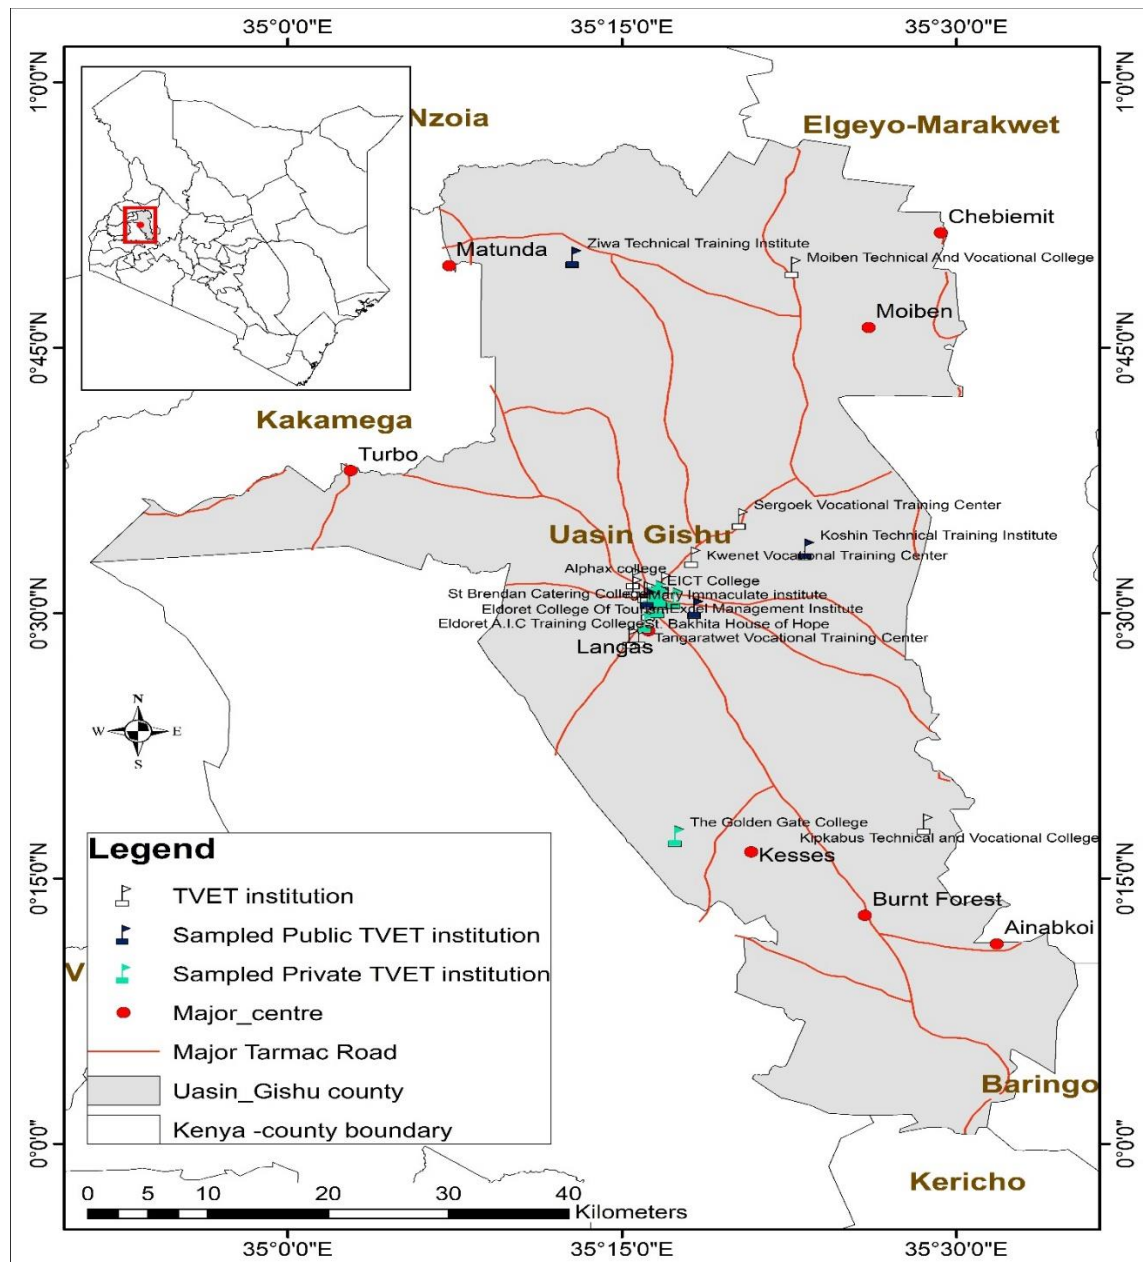 35°0'0"E
35°15'0"E
35°30'0"E
1°0'0"N
1°0'0"N
Nzoia
Elgeyo-Marakwet
Chebiemit
Matunda
Ziwa Technical Training Institute
Moiben Technical And Vocational College
Moiben
0°45'0"N
0°45'0"N
Kakamega
Turbo
Sergoek Vocational Training Center
Uasin Gishu
Koshin Technical Training Institute
Kwenet Vocational Training Center
Alphax college
EICT College
St Brendan Catering College
Mary Immaculate institute
Eldoret College Of Tourism
Excel Management Institute
0°30'0"N
0°30'0"N
Eldoret A.I.C Training College
St. Bakhita House of Hope
Tangaratwet Vocational Training Center
Langas
N
W
E
S
The Golden Gate College
Kipkabus Technical and Vocational College
Kesses
Legend
TVET institution
Sampled Public TVET institution
Sampled Private TVET institution
Major_centre
Major Tarmac Road
Uasin_Gishu county
Kenya -county boundary
0°15'0"N
0°15'0"N
Burnt Forest
Ainabkoi
V
Baringo
0°0'0"
0°0'0"
Kericho
0 5 10 20 30 40
Kilometers
35°0'0"E
35°15'0"E
35°30'0"E